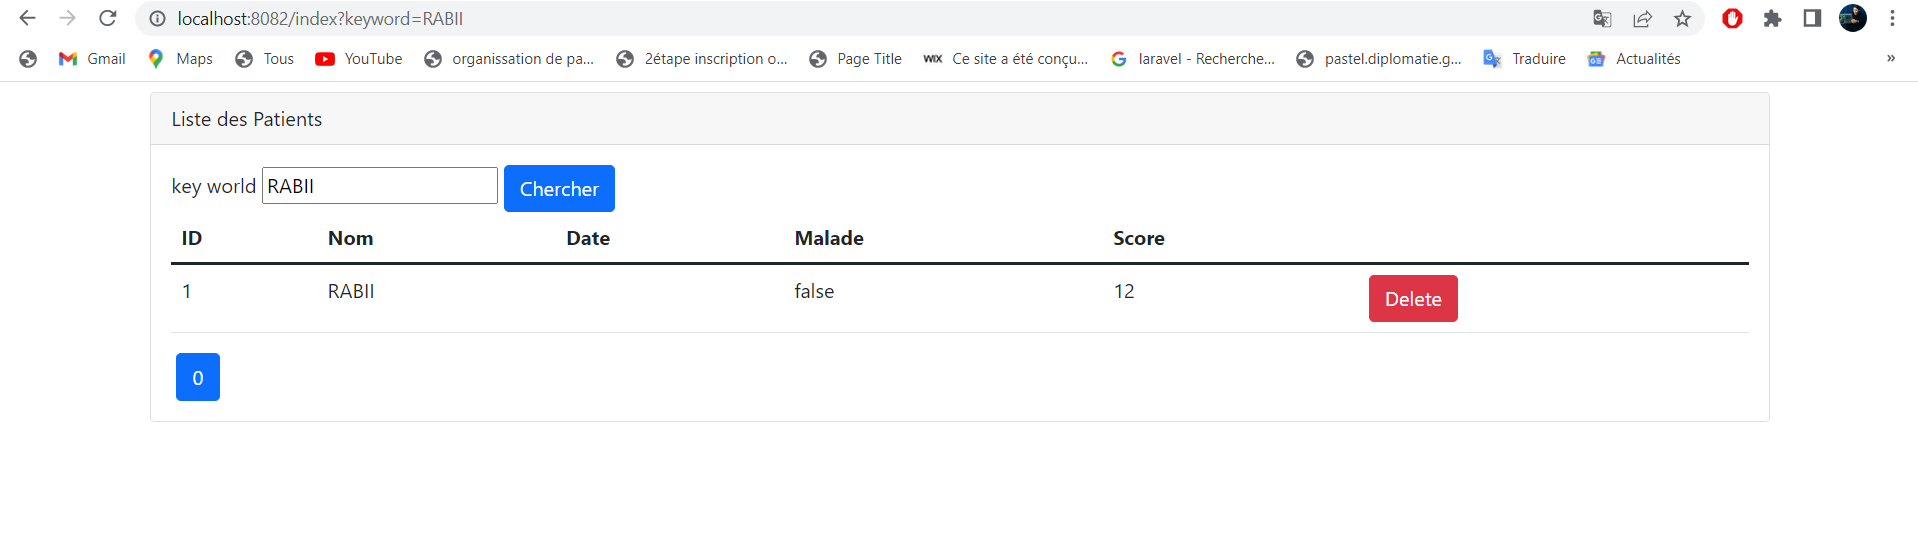 localhost:8082/index?keyword=RABII
Gmail Maps Tous YouTube organissation de pa... 2étape inscription o... Page Title WIX Ce site a été conçu... laravel - Recherche... pastel.diplomatie.g... Traduire Actualités »
Liste des Patients
key world RABII Chercher
ID Nom Date Malade Score
1 RABII false 12 Delete
0